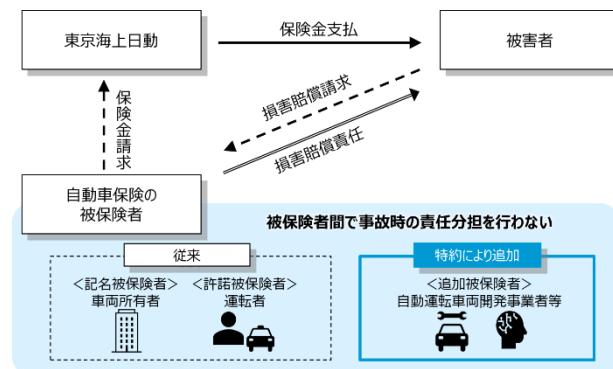 東京海上日動
保険金支払
被害者
保険金請求
損害賠償請求
損害賠償責任
自動車保険の
被保険者
被保険者間で事故時の責任分担を行わない
従来
特約により追加
＜記名被保険者＞
車両所有者
＜許諾被保険者＞
運転者
＜追加被保険者＞
自動運転車両開発事業者等